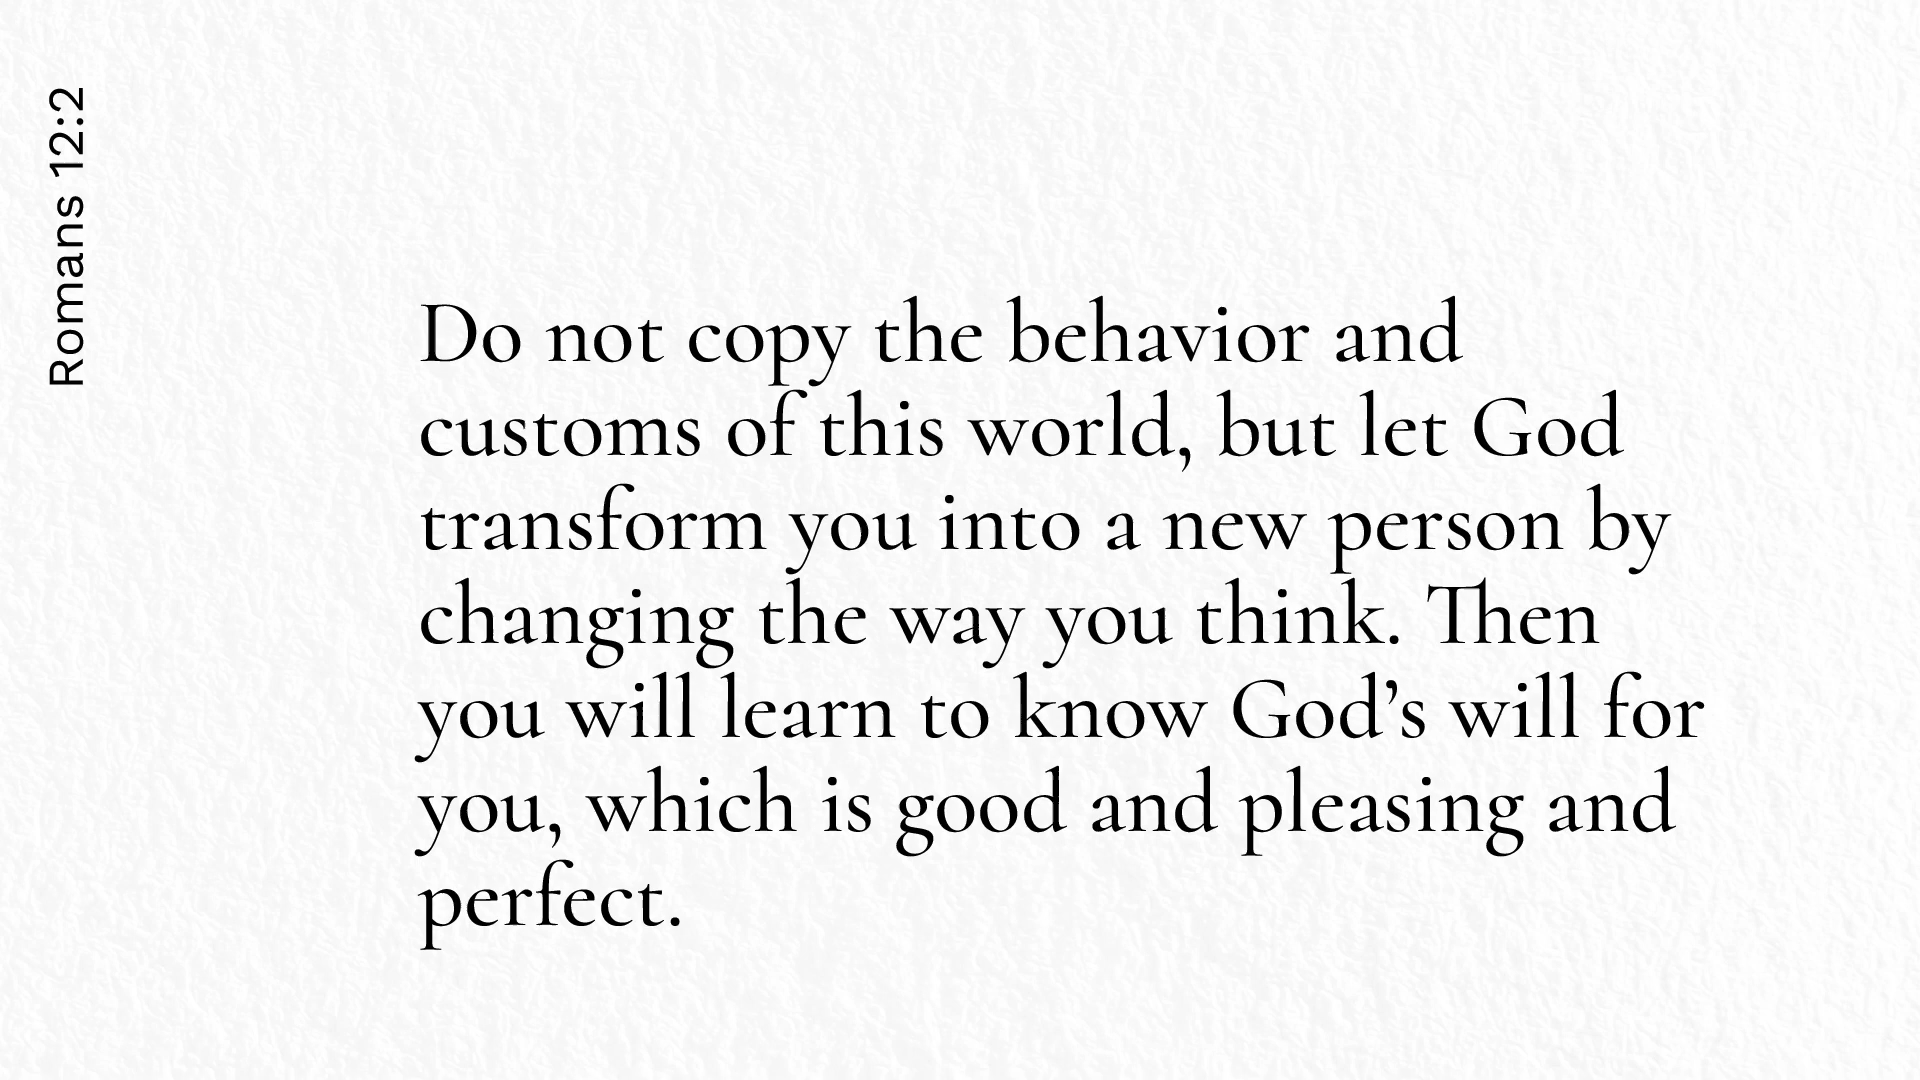 Romans 12:2
Do not copy the behavior and
customs of this world, but let God
transform you into a new person by
changing the way you think. Then
you will learn to know God’s will for
you, which is good and pleasing and
perfect.